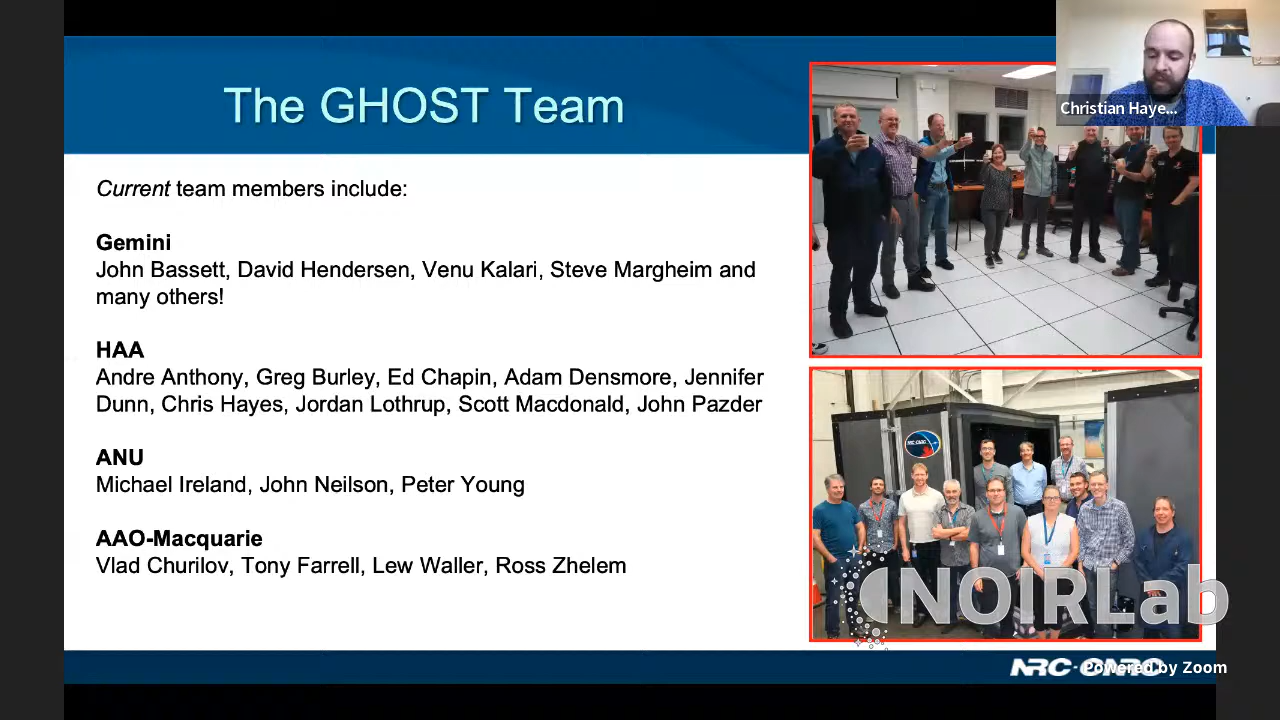 The GHOST Team
Christian Haye...
Current team members include:
Gemini
John Bassett, David Hendersen, Venu Kalari, Steve Margheim and
many others!
HAA
Andre Anthony, Greg Burley, Ed Chapin, Adam Densmore, Jennifer
Dunn, Chris Hayes, Jordan Lothrup, Scott Macdonald, John Pazder
ANU
Michael Ireland, John Neilson, Peter Young
AAO-Macquarie
Vlad Churilov, Tony Farrell, Lew Waller, Ross Zhelem
NRC-CNRC
NOIRLab
NRC·CNRC
Powered by Zoom